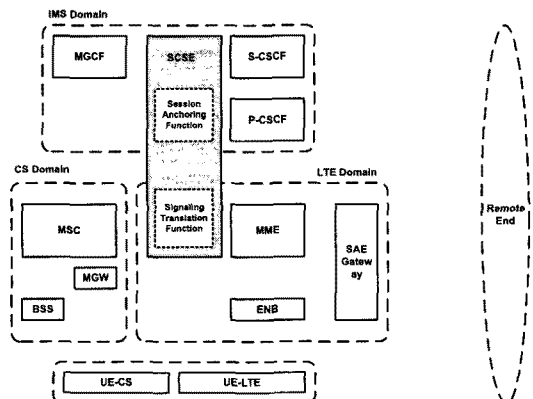 IMS Domain
MGCF
SCSE
S-CSCF
Session
Anchoring
Function
P-CSCF
CS Domain
LTE Domain
MSC
Signaling
Translation
Function
MME
SAE
Gatew
ay
Remote
End
MGW
BSS
ENB
UE-CS
UE-LTE